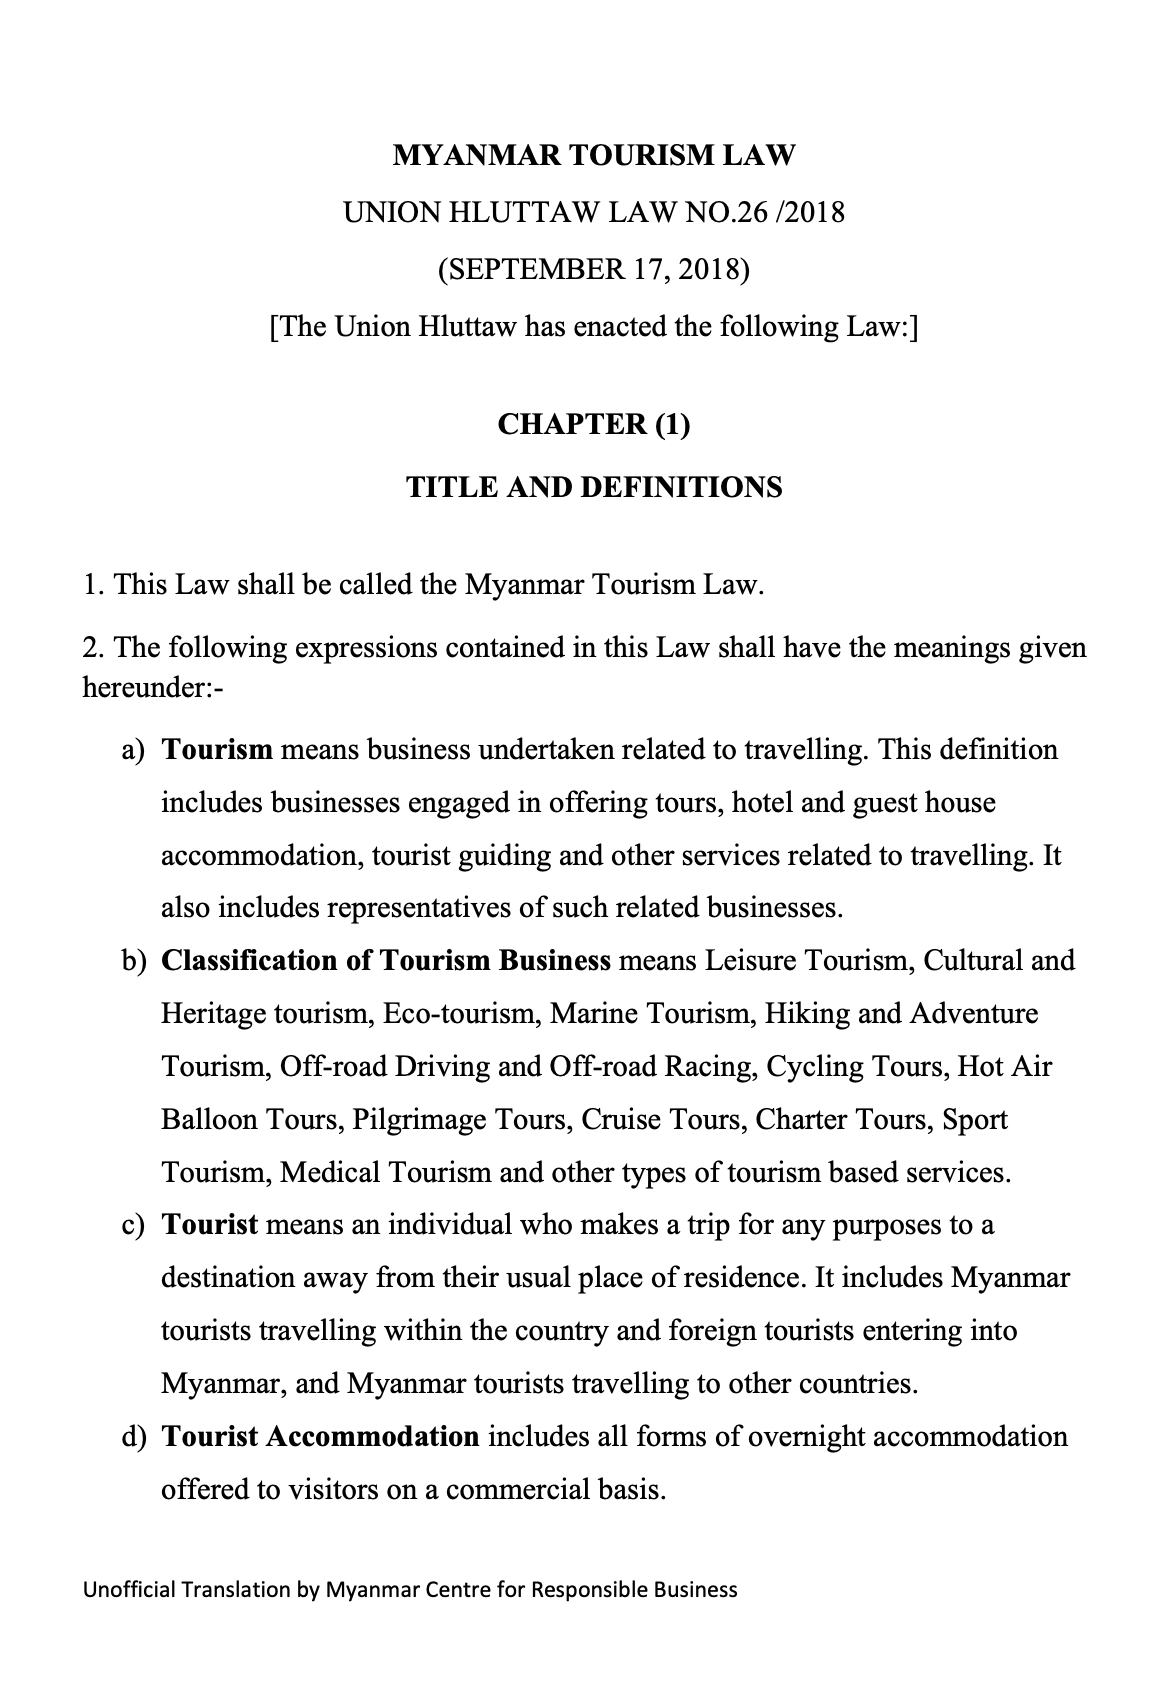 MYANMAR TOURISM LAW
UNION HLUTTAW LAW NO.26 /2018
(SEPTEMBER 17, 2018)
[The Union Hluttaw has enacted the following Law:]
CHAPTER (1)
TITLE AND DEFINITIONS
1. This Law shall be called the Myanmar Tourism Law.
2. The following expressions contained in this Law shall have the meanings given
hereunder:-
a) Tourism means business undertaken related to travelling. This definition
includes businesses engaged in offering tours, hotel and guest house
accommodation, tourist guiding and other services related to travelling. It
also includes representatives of such related businesses.
b) Classification of Tourism Business means Leisure Tourism, Cultural and
Heritage tourism, Eco-tourism, Marine Tourism, Hiking and Adventure
Tourism, Off-road Driving and Off-road Racing, Cycling Tours, Hot Air
Balloon Tours, Pilgrimage Tours, Cruise Tours, Charter Tours, Sport
Tourism, Medical Tourism and other types of tourism based services.
c) Tourist means an individual who makes a trip for any purposes to a
destination away from their usual place of residence. It includes Myanmar
tourists travelling within the country and foreign tourists entering into
Myanmar, and Myanmar tourists travelling to other countries.
d) Tourist Accommodation includes all forms of overnight accommodation
offered to visitors on a commercial basis.
Unofficial Translation by Myanmar Centre for Responsible Business